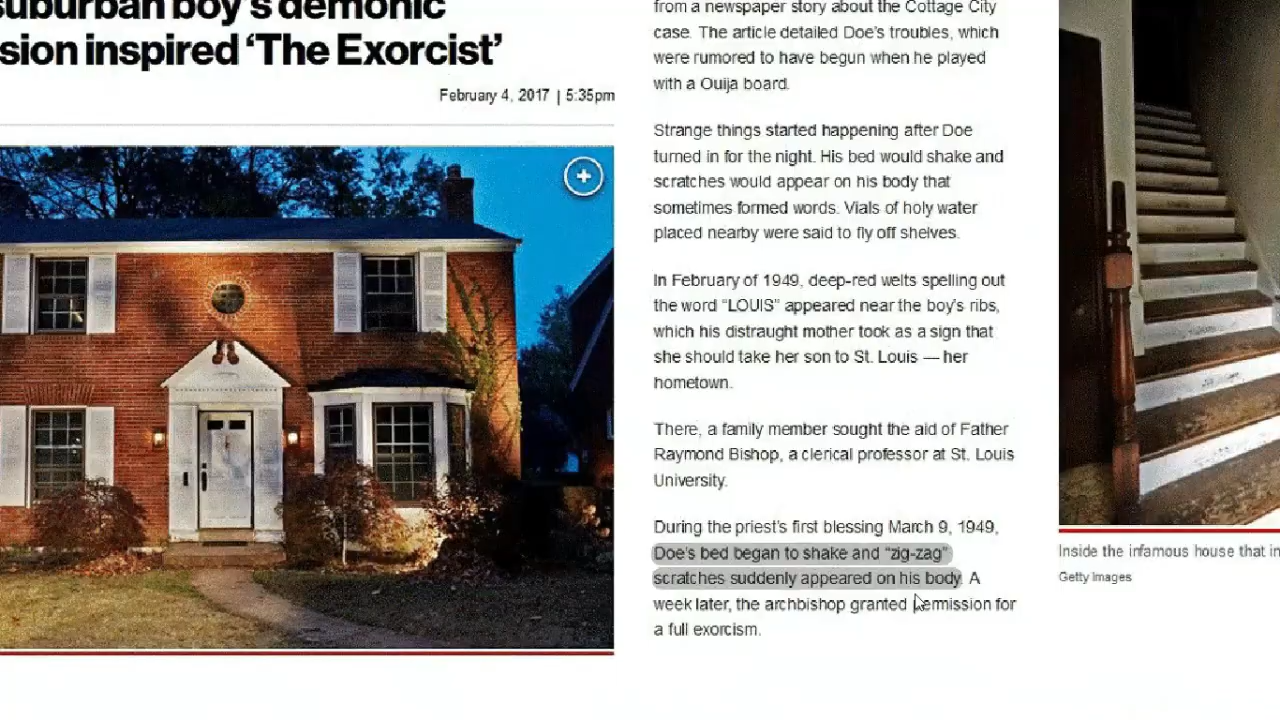 suburban boy's demonic
sion inspired 'The Exorcist'
February 4, 2017 | 5:35pm
from a newspaper story about the Cottage City
case. The article detailed Doe's troubles, which
were rumored to have begun when he played
with a Ouija board.
Strange things started happening after Doe
turned in for the night. His bed would shake and
scratches would appear on his body that
sometimes formed words. Vials of holy water
placed nearby were said to fly off shelves.
In February of 1949, deep-red welts spelling out
the word “LOUIS” appeared near the boy's ribs,
which his distraught mother took as a sign that
she should take her son to St. Louis — her
hometown.
There, a family member sought the aid of Father
Raymond Bishop, a clerical professor at St. Louis
University.
During the priest's first blessing March 9, 1949,
Doe's bed began to shake and “zig-zag”
scratches suddenly appeared on his body. A
week later, the archbishop granted permission for
a full exorcism.
Inside the infamous house that in
Getty Images